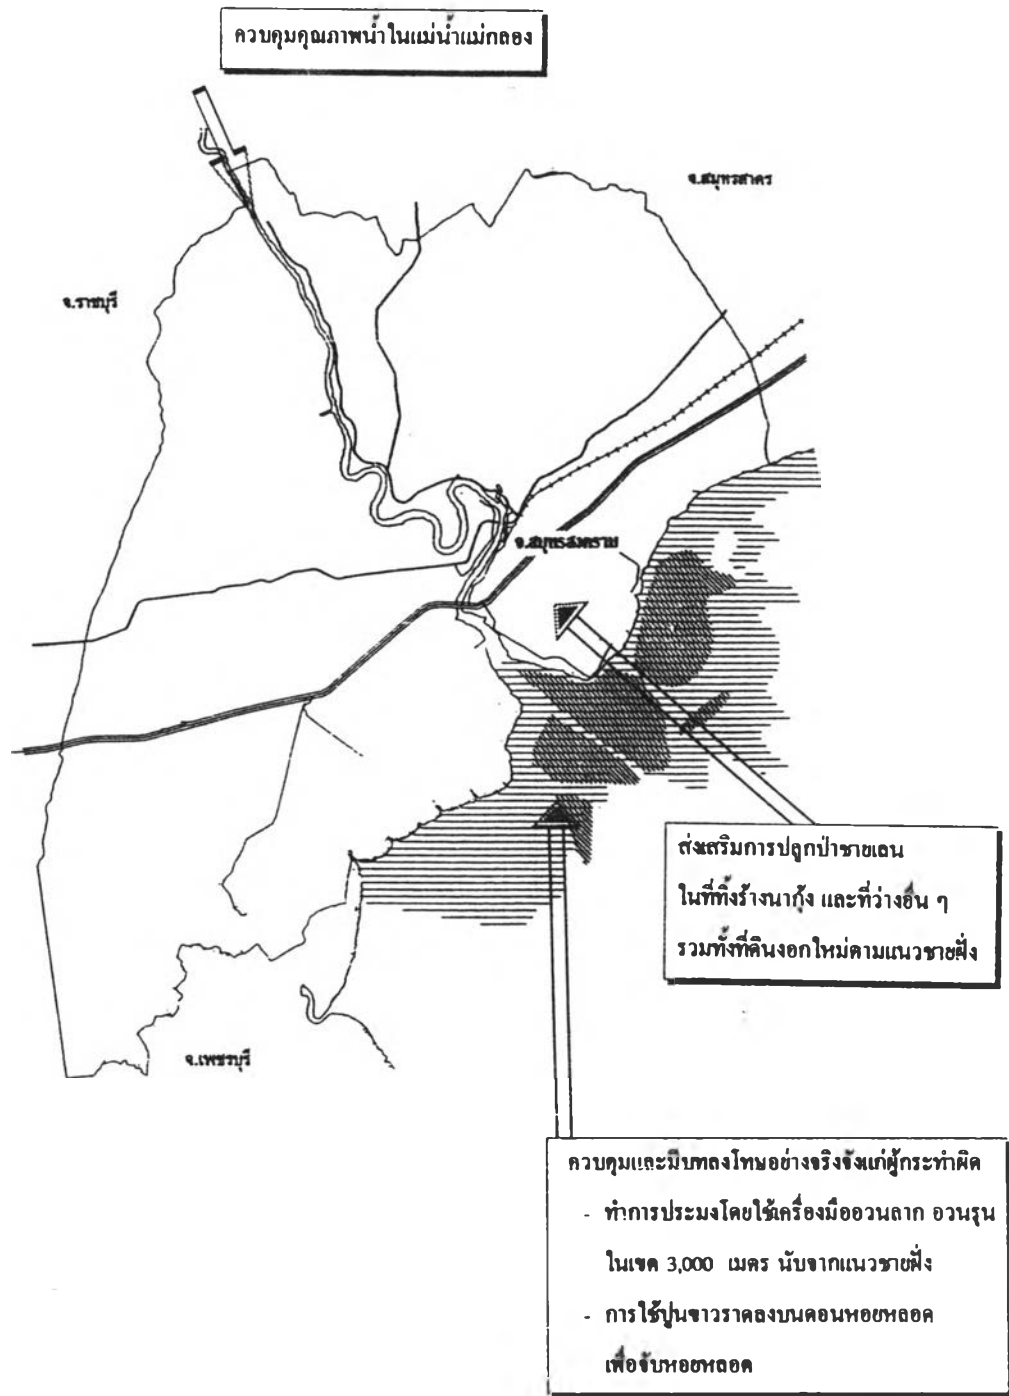 ควบคุมคุณภาพน้ำในแม่น้ำแม่กลอง
จ.สมุทรสาคร
จ.ราชบุรี
จ.สมุทรสงคราม
ส่งเสริมการปลูกป่าชายเลน
ในที่ทิ้งร้างนากุ้ง และที่ว่างอื่น ๆ
รวมทั้งที่ดินงอกใหม่ตามแนวชายฝั่ง
จ.เพชรบุรี
ควบคุมและมีบทลงโทษอย่างจริงจังแก่ผู้กระทำผิด
- ทำการประมงโดยใช้เครื่องมืออวนลาก อวนรุน
ในเขต 3,000 เมตร นับจากแนวชายฝั่ง
- การใช้ปูนขาวราดลงบนดอนหอยหลอด
เพื่อจับหอยหลอด